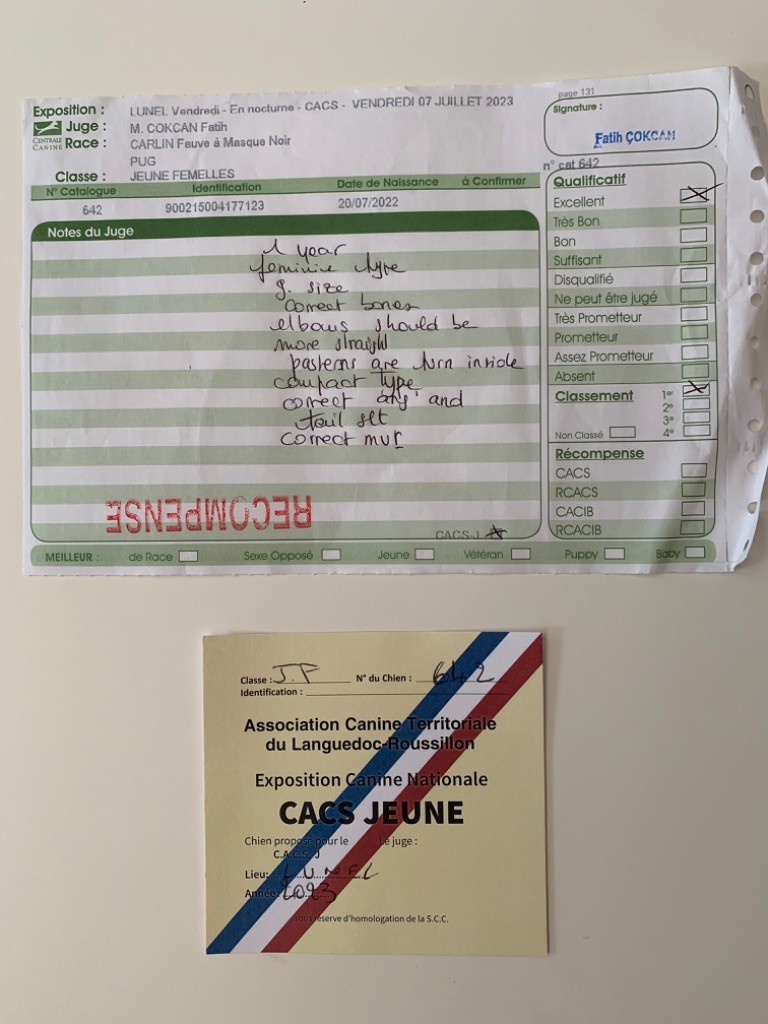 page 131
Exposition : LUNEL Vendredi - En nocturne - CACS - VENDREDI 07 JUILLET 2023
CENTRALE CANINE
Juge : M. COKCAN Fatih
Race : CARLIN Fauve à Masque Noir
PUG
Classe : JEUNE FEMELLES
Signature :
Fatih ÇOKCAN
n° cat 642
N° Catalogue Identification Date de Naissance à Confirmer
642 900215004177123 20/07/2022
Notes du Juge
1 year
feminine type
g. size
correct bones
elbows should be
more straight
pasterns are turn inside
compact type
correct ang and
tail set
correct
RECOMPENSE
CACS-J
Qualificatif
Excellent
Très Bon
Bon
Suffisant
Disqualifié
Ne peut être jugé
Très Prometteur
Prometteur
Assez Prometteur
Absent
Classement 1er
2e
3e
Non Classé 4e
Récompense
CACS
RCACS
CACIB
RCACIB
MEILLEUR : de Race Sexe Opposé Jeune Vétéran Puppy Baby
Classe : J.F N° du Chien : 642
Identification :
Association Canine Territoriale
du Languedoc-Roussillon
Exposition Canine Nationale
CACS JEUNE
Chien proposé pour le Le juge :
C.A.C.S. J
Lieu: LUNEL
Année: 2023
sous réserve d'homologation de la S.C.C.